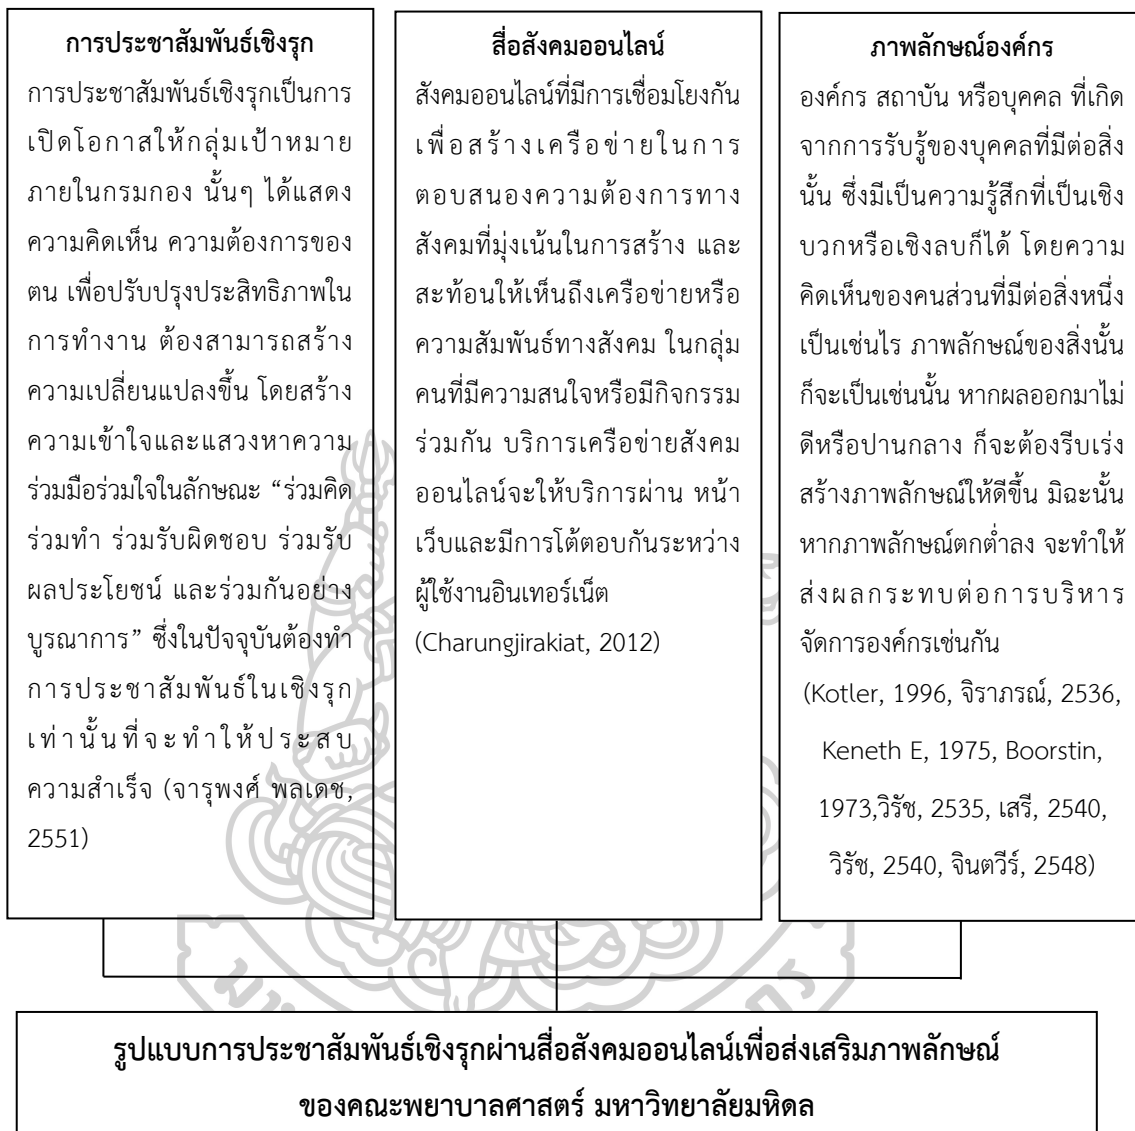 การประชาสัมพันธ์เชิงรุก
การประชาสัมพันธ์เชิงรุกเป็นการ
เปิดโอกาสให้กลุ่มเป้าหมาย
ภายในกรมกอง นั้นๆ ได้แสดง
ความคิดเห็น ความต้องการของ
ตน เพื่อปรับปรุงประสิทธิภาพใน
การทำงาน ต้องสามารถสร้าง
ความเปลี่ยนแปลงขึ้น โดยสร้าง
ความเข้าใจและแสวงหาความ
ร่วมมือร่วมใจในลักษณะ “ร่วมคิด
ร่วมทำ ร่วมรับผิดชอบ ร่วมรับ
ผลประโยชน์ และร่วมกันอย่าง
บูรณาการ” ซึ่งในปัจจุบันต้องทำ
การประชาสัมพันธ์ในเชิงรุก
เท่านั้นที่จะทำให้ประสบ
ความสำเร็จ (จารุพงศ์ พลเดช,
2551)
สื่อสังคมออนไลน์
สังคมออนไลน์ที่มีการเชื่อมโยงกัน
เพื่อสร้างเครือข่ายในการ
ตอบสนองความต้องการทาง
สังคมที่มุ่งเน้นในการสร้าง และ
สะท้อนให้เห็นถึงเครือข่ายหรือ
ความสัมพันธ์ทางสังคม ในกลุ่ม
คนที่มีความสนใจหรือมีกิจกรรม
ร่วมกัน บริการเครือข่ายสังคม
ออนไลน์จะให้บริการผ่าน หน้า
เว็บและมีการโต้ตอบกันระหว่าง
ผู้ใช้งานอินเทอร์เน็ต
(Charungjirakiat, 2012)
ภาพลักษณ์องค์กร
องค์กร สถาบัน หรือบุคคล ที่เกิด
จากการรับรู้ของบุคคลที่มีต่อสิ่ง
นั้น ซึ่งมีเป็นความรู้สึกที่เป็นเชิง
บวกหรือเชิงลบก็ได้ โดยความ
คิดเห็นของคนส่วนที่มีต่อสิ่งหนึ่ง
เป็นเช่นไร ภาพลักษณ์ของสิ่งนั้น
ก็จะเป็นเช่นนั้น หากผลออกมาไม่
ดีหรือปานกลาง ก็จะต้องรีบเร่ง
สร้างภาพลักษณ์ให้ดีขึ้น มิฉะนั้น
หากภาพลักษณ์ตกต่ำลง จะทำให้
ส่งผลกระทบต่อการบริหาร
จัดการองค์กรเช่นกัน
(Kotler, 1996, จิราภรณ์, 2536,
Keneth E, 1975, Boorstin,
1973,วิรัช, 2535, เสรี, 2540,
วิรัช, 2540, จินตวีร์, 2548)
รูปแบบการประชาสัมพันธ์เชิงรุกผ่านสื่อสังคมออนไลน์เพื่อส่งเสริมภาพลักษณ์
ของคณะพยาบาลศาสตร์ มหาวิทยาลัยมหิดล